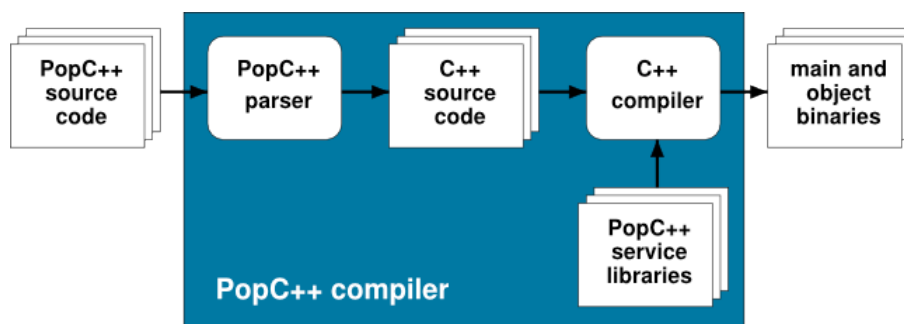 PopC++
source
code
PopC++
parser
C++
source
code
C++
compiler
main and
object
binaries
PopC++
service
libraries
PopC++ compiler